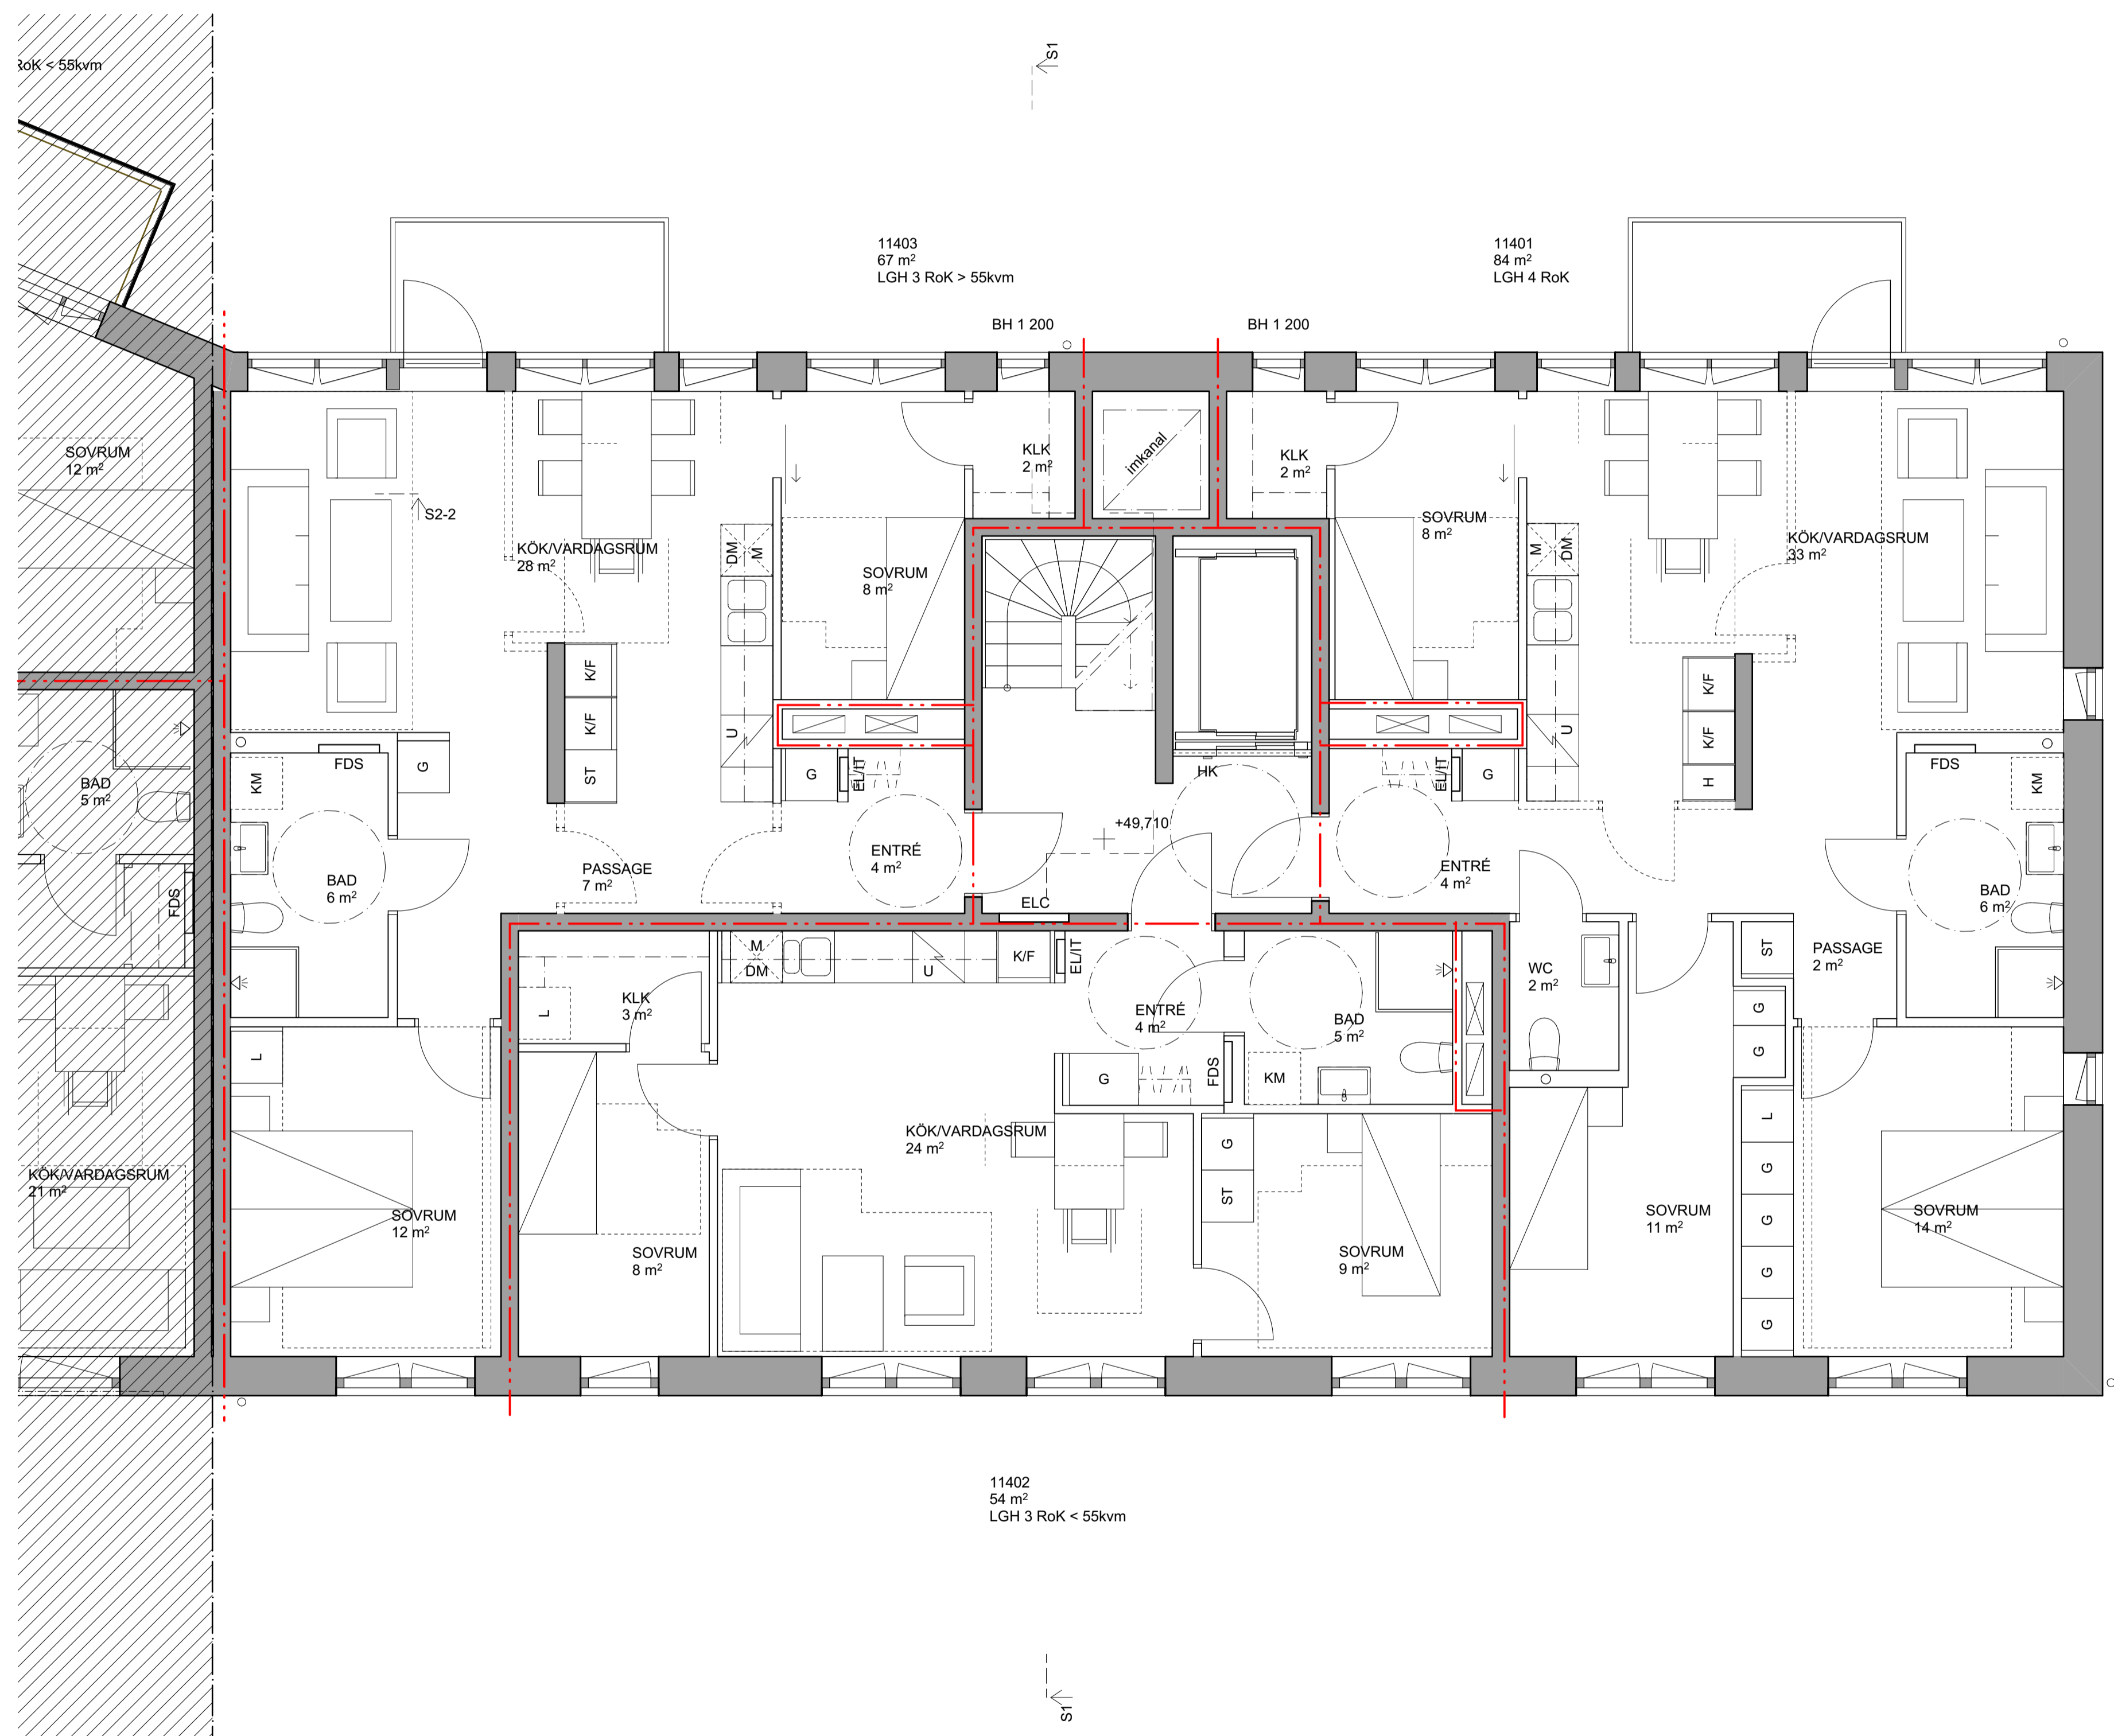 S1
RoK < 55kvm
11403
67 m²
LGH 3 RoK > 55kvm
11401
84 m²
LGH 4 RoK
BH 1 200
BH 1 200
SOVRUM
12 m²
S2-2
KÖK/VARDAGSRUM
28 m²
DM
M
SOVRUM
8 m²
KLK
2 m²
imkanal
KLK
2 m²
SOVRUM
8 m²
M
DM
KÖK/VARDAGSRUM
33 m²
K/F
K/F
ST
U
U
K/F
K/F
H
FDS
KM
G
G
EL/IT
HK
EL/IT
G
FDS
KM
BAD
5 m²
BAD
6 m²
FDS
PASSAGE
7 m²
ENTRÉ
4 m²
+49,710
ELC
ENTRÉ
4 m²
BAD
6 m²
PASSAGE
2 m²
ST
WC
2 m²
M
DM
U
K/F
EL/IT
KLK
3 m²
L
ENTRÉ
4 m²
BAD
5 m²
G
G
G
FDS
KM
L
KÖK/VARDAGSRUM
24 m²
G
ST
L
G
G
G
G
KÖK/VARDAGSRUM
21 m²
SOVRUM
12 m²
SOVRUM
8 m²
SOVRUM
9 m²
SOVRUM
11 m²
SOVRUM
14 m²
11402
54 m²
LGH 3 RoK < 55kvm
S1